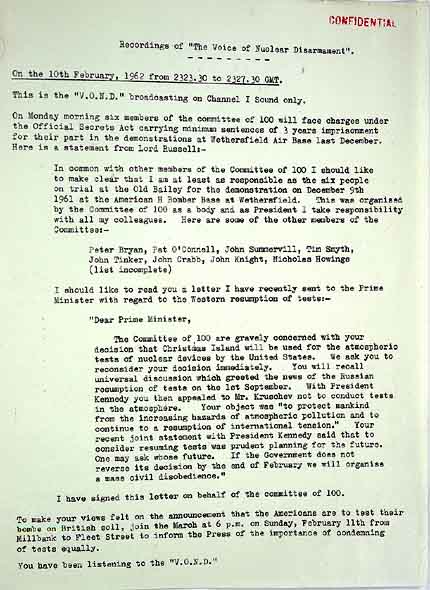 CONFIDENTIAL
Recordings of "The Voice of Nuclear Disarmament".
On the 10th February, 1962 from 2323.30 to 2327.30 GMT.
This is the "V.O.N.D." broadcasting on Channel I Sound only.
On Monday morning six members of the committee of 100 will face charges under
the Official Secrets Act carrying minimum sentences of 3 years imprisonment
for their part in the demonstrations at Wethersfield Air Base last December.
Here is a statement from Lord Russell:-
In common with other members of the Committee of 100 I should like
to make clear that I am at least as responsible as the six people
on trial at the Old Bailey for the demonstration on December 9th
1961 at the American H Bomber Base at Wethersfield. This was organised
by the Committee of 100 as a body and as President I take responsibility
with all my colleagues. Here are some of the other members of the
Committee:-
Peter Bryan, Pat O'Connell, John Summervill, Tim Smyth,
John Tinker, John Crabb, John Knight, Nicholas Howings
(list incomplete)
I should like to read you a letter I have recently sent to the Prime
Minister with regard to the Western resumption of tests:-
"Dear Prime Minister,
The Committee of 100 are gravely concerned with your
decision that Christmas Island will be used for the atmospheric
tests of nuclear devices by the United States. We ask you to
reconsider your decision immediately. You will recall
universal discussion which greeted the news of the Russian
resumption of tests on the 1st September. With President
Kennedy you then appealed to Mr. Kruschev not to conduct tests
in the atmosphere. Your object was "to protect mankind
from the increasing hazards of atmospheric pollution and to
continue to a resumption of international tension." Your
recent joint statement with President Kennedy said that to
consider resuming tests was prudent planning for the future.
One may ask whose future. If the Government does not
reverse its decision by the end of February we will organise
a mass civil disobedience."
I have signed this letter on behalf of the committee of 100.
To make your views felt on the announcement that the Americans are to test their
bombs on British soil, join the March at 6 p.m. on Sunday, February 11th from
Millbank to Fleet Street to inform the Press of the importance of condemning
of tests equally.
You have been listening to the "V.O.N.D."